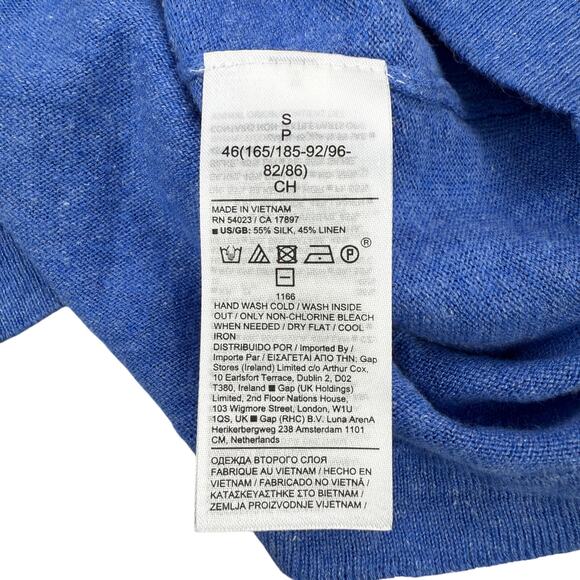 S
P
46(165/185-92/96-
82/86)
CH
MADE IN VIETNAM
RN 54023 / CA 17897
■ US/GB: 55% SILK, 45% LINEN
P ®
1166
HAND WASH COLD / WASH INSIDE
OUT / ONLY NON-CHLORINE BLEACH
WHEN NEEDED / DRY FLAT / COOL
IRON
DISTRIBUIDO POR / Imported By /
Importe Par / ΕΙΣΑΓΕΤΑΙ ΑΠΟ ΤΗΝ: Gap
Stores (Ireland) Limited c/o Arthur Cox,
10 Earlsfort Terrace, Dublin 2, D02
T380, Ireland ■ Gap (UK Holdings)
Limited, 2nd Floor Nations House,
103 Wigmore Street, London, W1U
1QS, UK ■ Gap (RHC) B.V. Luna ArenA
Herikerbergweg 238 Amsterdam 1101
CM, Netherlands
ОДЕЖДА ВТОРОГО СЛОЯ
FABRIQUE AU VIETNAM / HECHO EN
VIETNAM / FABRICADO NO VIETNÃ /
ΚΑΤΑΣΚΕΥΑΣΤΗΚΕ ΣΤΟ ΒΙΕΤΝΑΜ /
ZEMLJA PROIZVODNJE VIJETNAM /